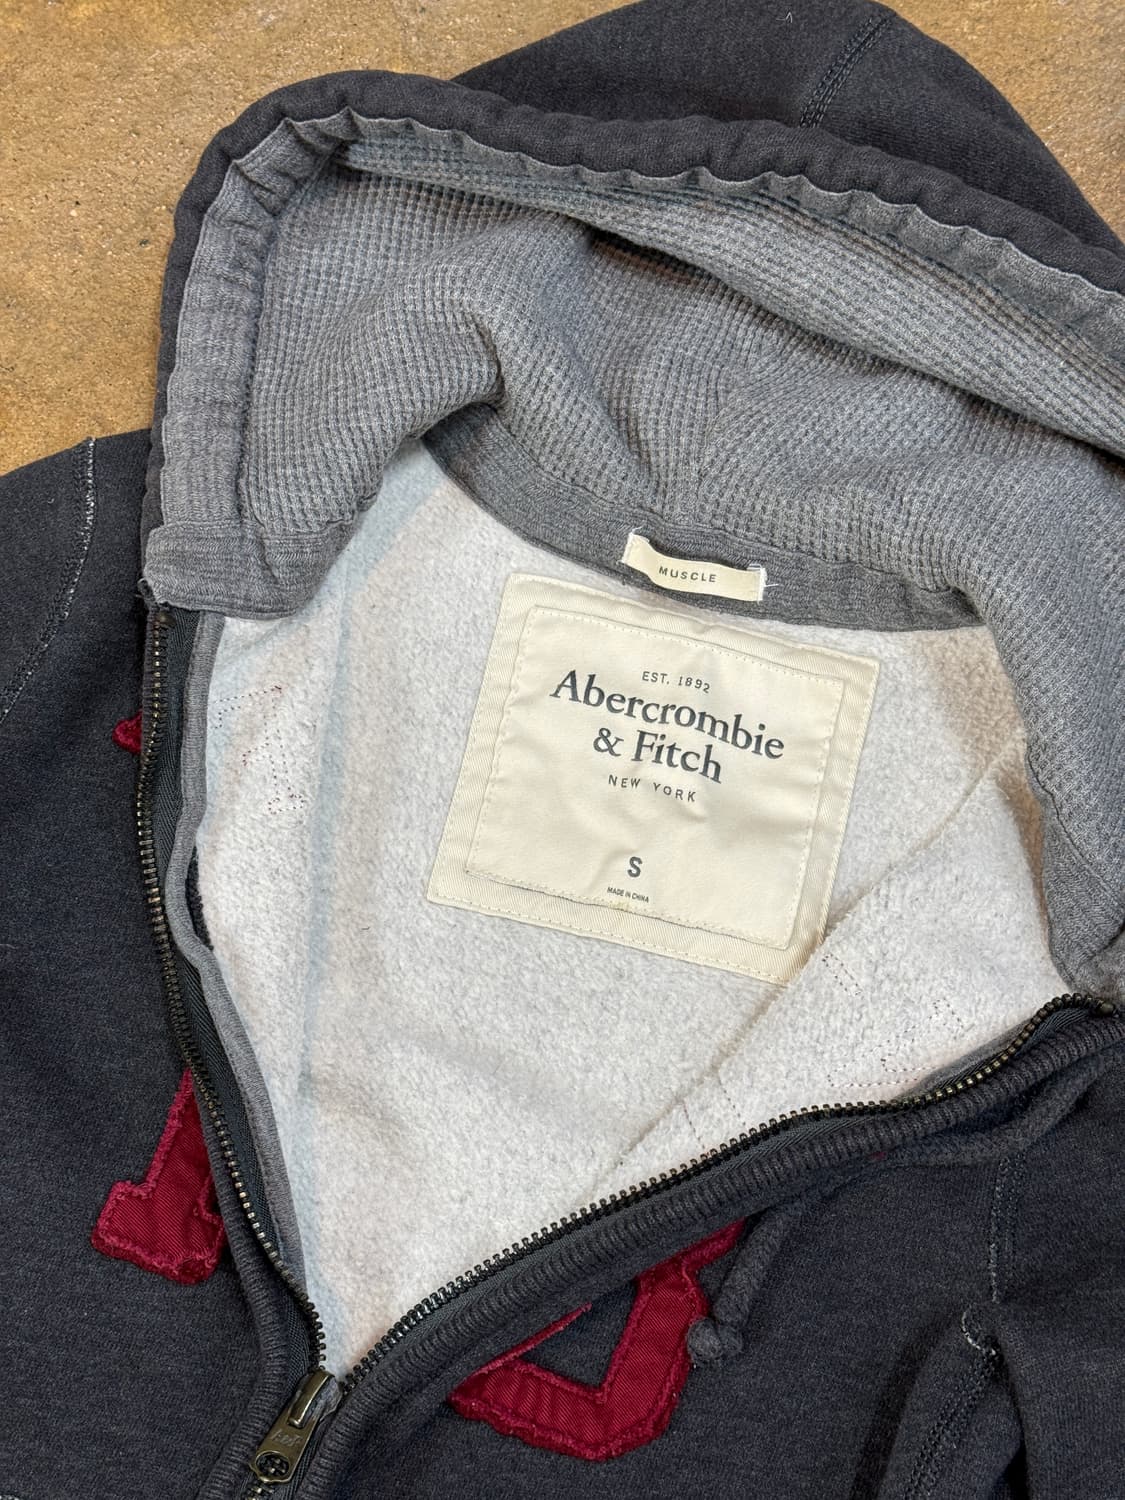 MUSCLE
EST. 1892
Abercrombie
& Fitch
NEW YORK
S
MADE IN CHINA